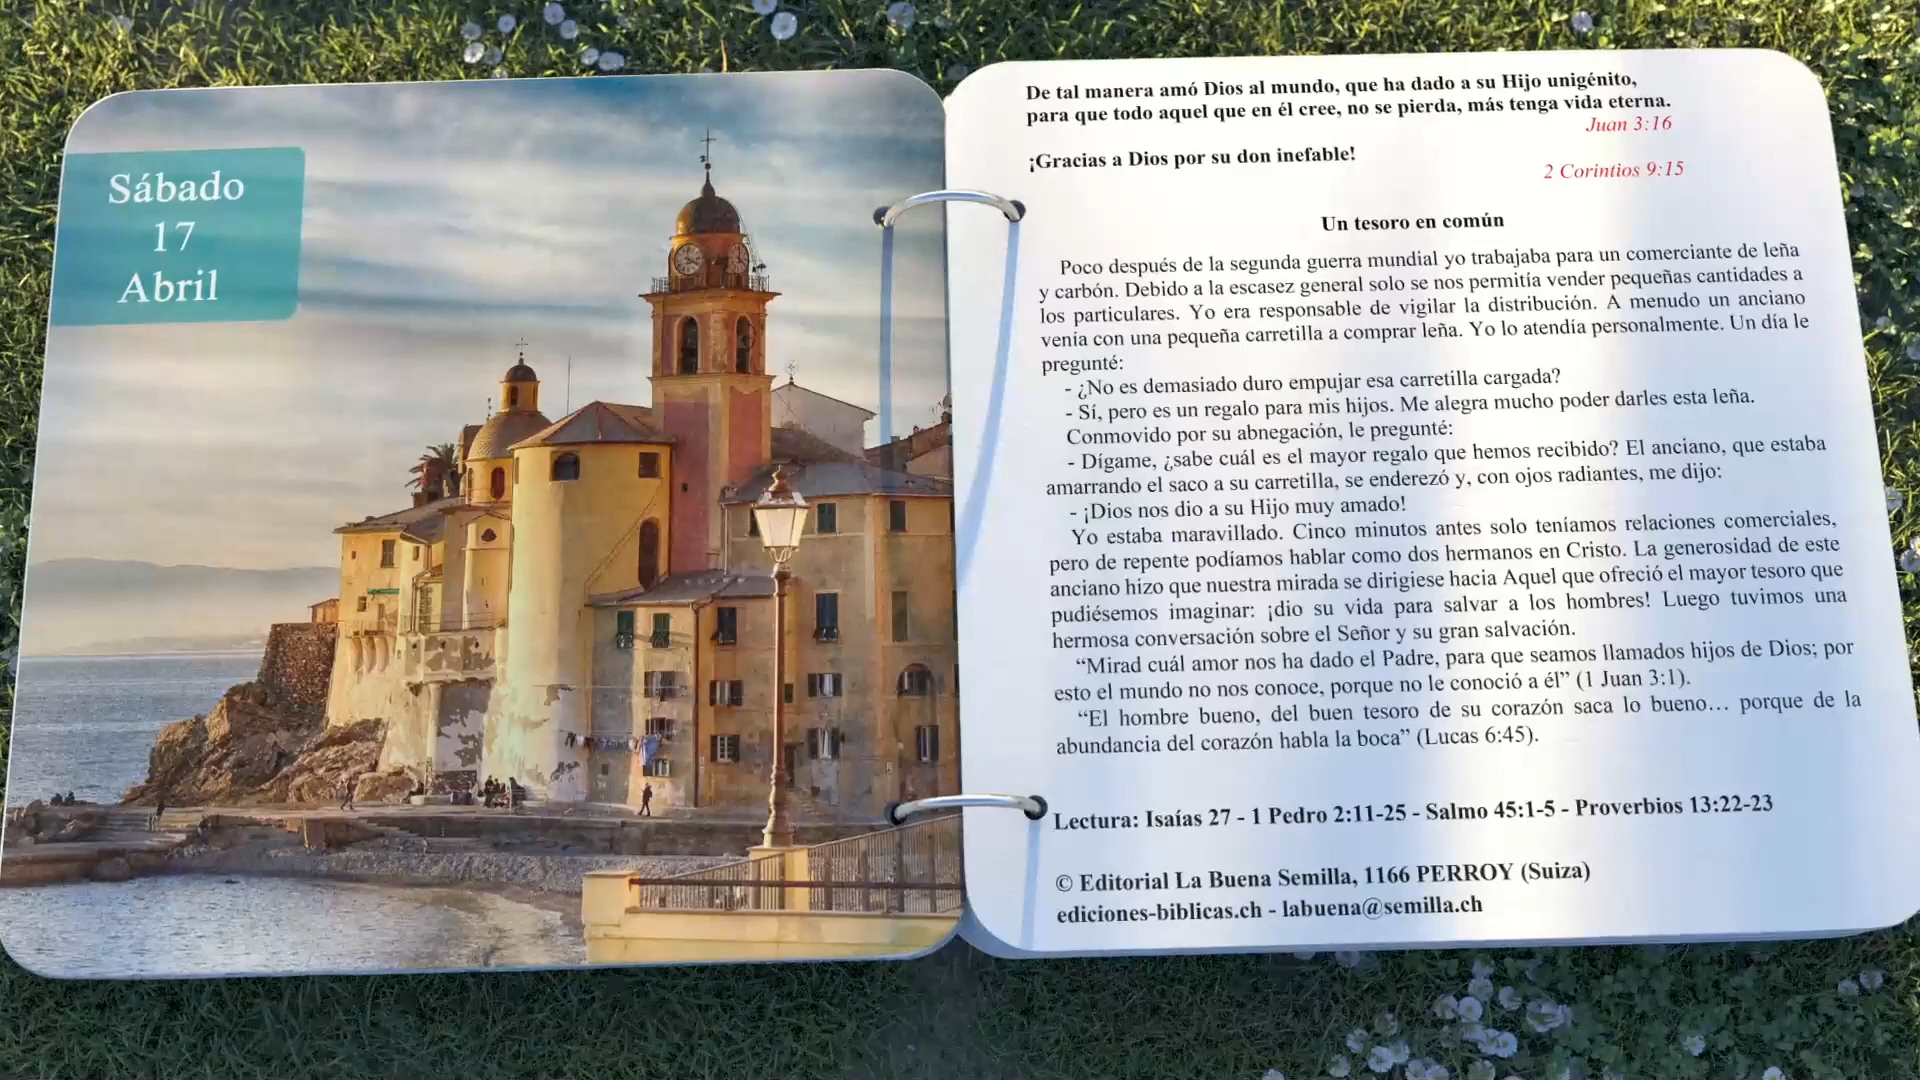 Sábado
17
Abril
De tal manera amó Dios al mundo, que ha dado a su Hijo unigénito,
para que todo aquel que en él cree, no se pierda, más tenga vida eterna.
Juan 3:16
¡Gracias a Dios por su don inefable!
2 Corintios 9:15
Un tesoro en común
Poco después de la segunda guerra mundial yo trabajaba para un comerciante de leña
y carbón. Debido a la escasez general solo se nos permitía vender pequeñas cantidades a
los particulares. Yo era responsable de vigilar la distribución. A menudo un anciano
venía con una pequeña carretilla a comprar leña. Yo lo atendía personalmente. Un día le
pregunté:
- ¿No es demasiado duro empujar esa carretilla cargada?
- Sí, pero es un regalo para mis hijos. Me alegra mucho poder darles esta leña.
Conmovido por su abnegación, le pregunté:
- Dígame, ¿sabe cuál es el mayor regalo que hemos recibido? El anciano, que estaba
amarrando el saco a su carretilla, se enderezó y, con ojos radiantes, me dijo:
- ¡Dios nos dio a su Hijo muy amado!
Yo estaba maravillado. Cinco minutos antes solo teníamos relaciones comerciales,
pero de repente podíamos hablar como dos hermanos en Cristo. La generosidad de este
anciano hizo que nuestra mirada se dirigiese hacia Aquel que ofreció el mayor tesoro que
pudiésemos imaginar: ¡dio su vida para salvar a los hombres! Luego tuvimos una
hermosa conversación sobre el Señor y su gran salvación.
“Mirad cuál amor nos ha dado el Padre, para que seamos llamados hijos de Dios; por
esto el mundo no nos conoce, porque no le conoció a él” (1 Juan 3:1).
“El hombre bueno, del buen tesoro de su corazón saca lo bueno… porque de la
abundancia del corazón habla la boca” (Lucas 6:45).
Lectura: Isaías 27 - 1 Pedro 2:11-25 - Salmo 45:1-5 - Proverbios 13:22-23
© Editorial La Buena Semilla, 1166 PERROY (Suiza)
ediciones-biblicas.ch - labuena@semilla.ch